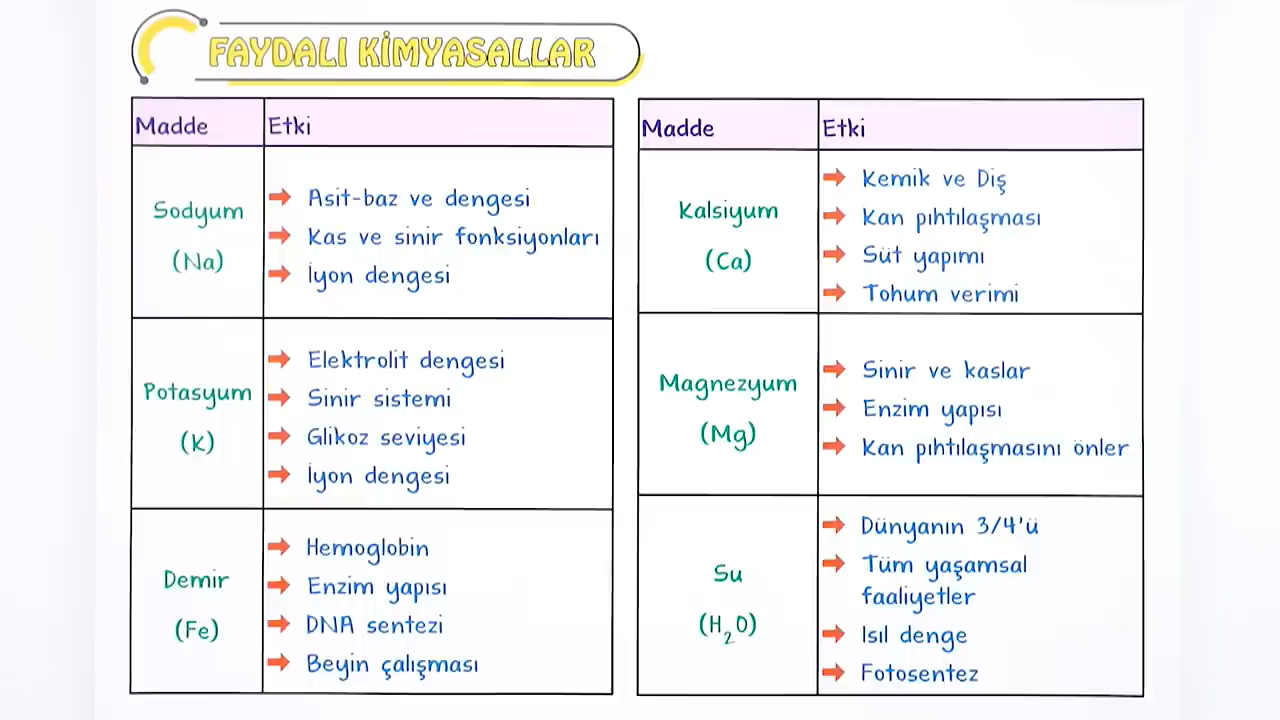 FAYDALI KİMYASALLAR
Madde
Etki
Sodyum
(Na)
Asit-baz ve dengesi
Kas ve sinir fonksiyonları
İyon dengesi
Potasyum
(K)
Elektrolit dengesi
Sinir sistemi
Glikoz seviyesi
İyon dengesi
Demir
(Fe)
Hemoglobin
Enzim yapısı
DNA sentezi
Beyin çalışması
Madde
Etki
Kalsiyum
(Ca)
Kemik ve Diş
Kan pıhtılaşması
Süt yapımı
Tohum verimi
Magnezyum
(Mg)
Sinir ve kaslar
Enzim yapısı
Kan pıhtılaşmasını önler
Su
(H₂O)
Dünyanın 3/4'ü
Tüm yaşamsal
faaliyetler
Isıl denge
Fotosentez